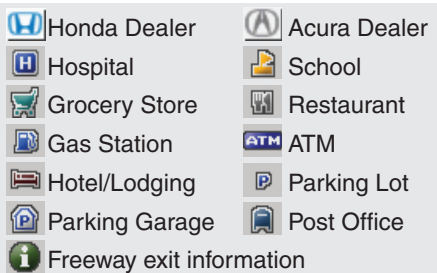 Honda Dealer Acura Dealer
H Hospital School
Grocery Store Restaurant
Gas Station ATM ATM
Hotel/Lodging P Parking Lot
P Parking Garage Post Office
i Freeway exit information